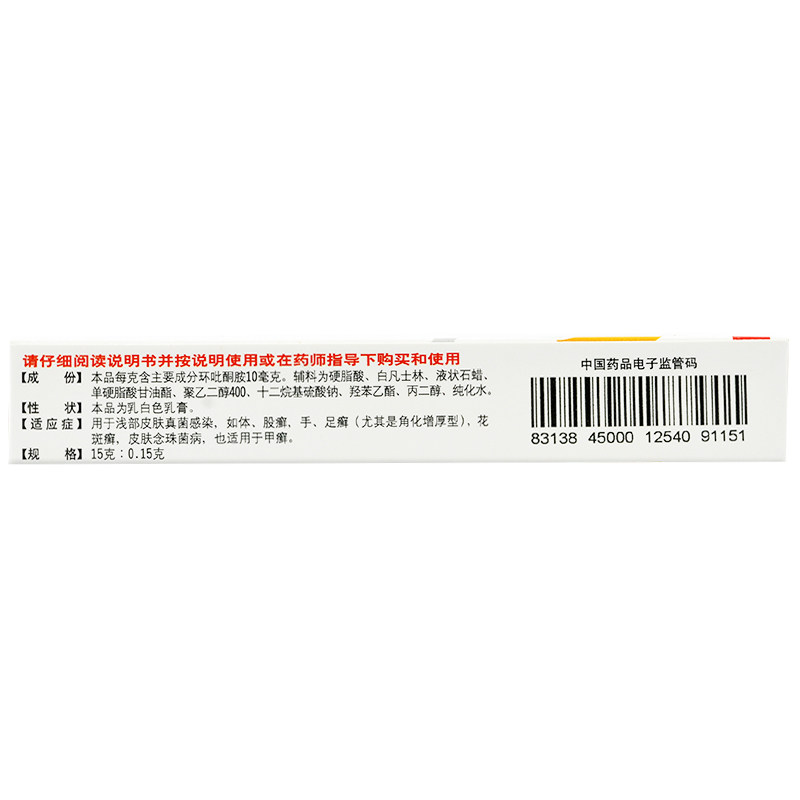 请仔细阅读说明书并按说明使用或在药师指导下购买和使用
【成 份】本品每克含主要成分环吡酮胺10毫克。辅料为硬脂酸、白凡士林、液状石蜡、
单硬脂酸甘油酯、聚乙二醇400、十二烷基硫酸钠、羟苯乙酯、丙二醇、纯化水。
【性 状】本品为乳白色乳膏。
【适应症】用于浅部皮肤真菌感染，如体、股癣，手、足癣（尤其是角化增厚型），花
斑癣，皮肤念珠菌病，也适用于甲癣。
【规 格】15克：0.15克
中国药品电子监管码
83138 45000 12540 91151